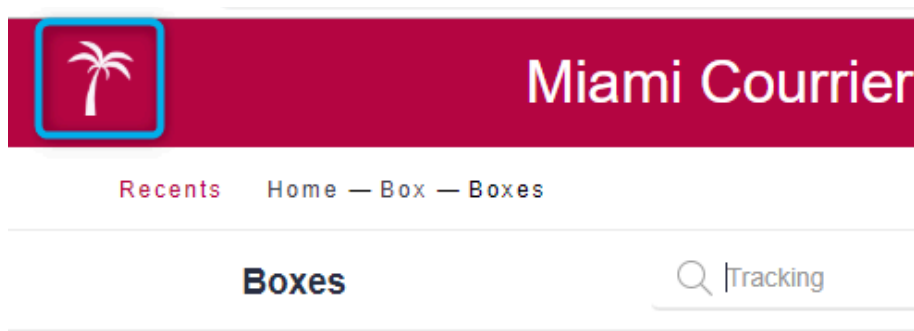 Miami Courrier
Recents Home — Box — Boxes
Boxes Tracking